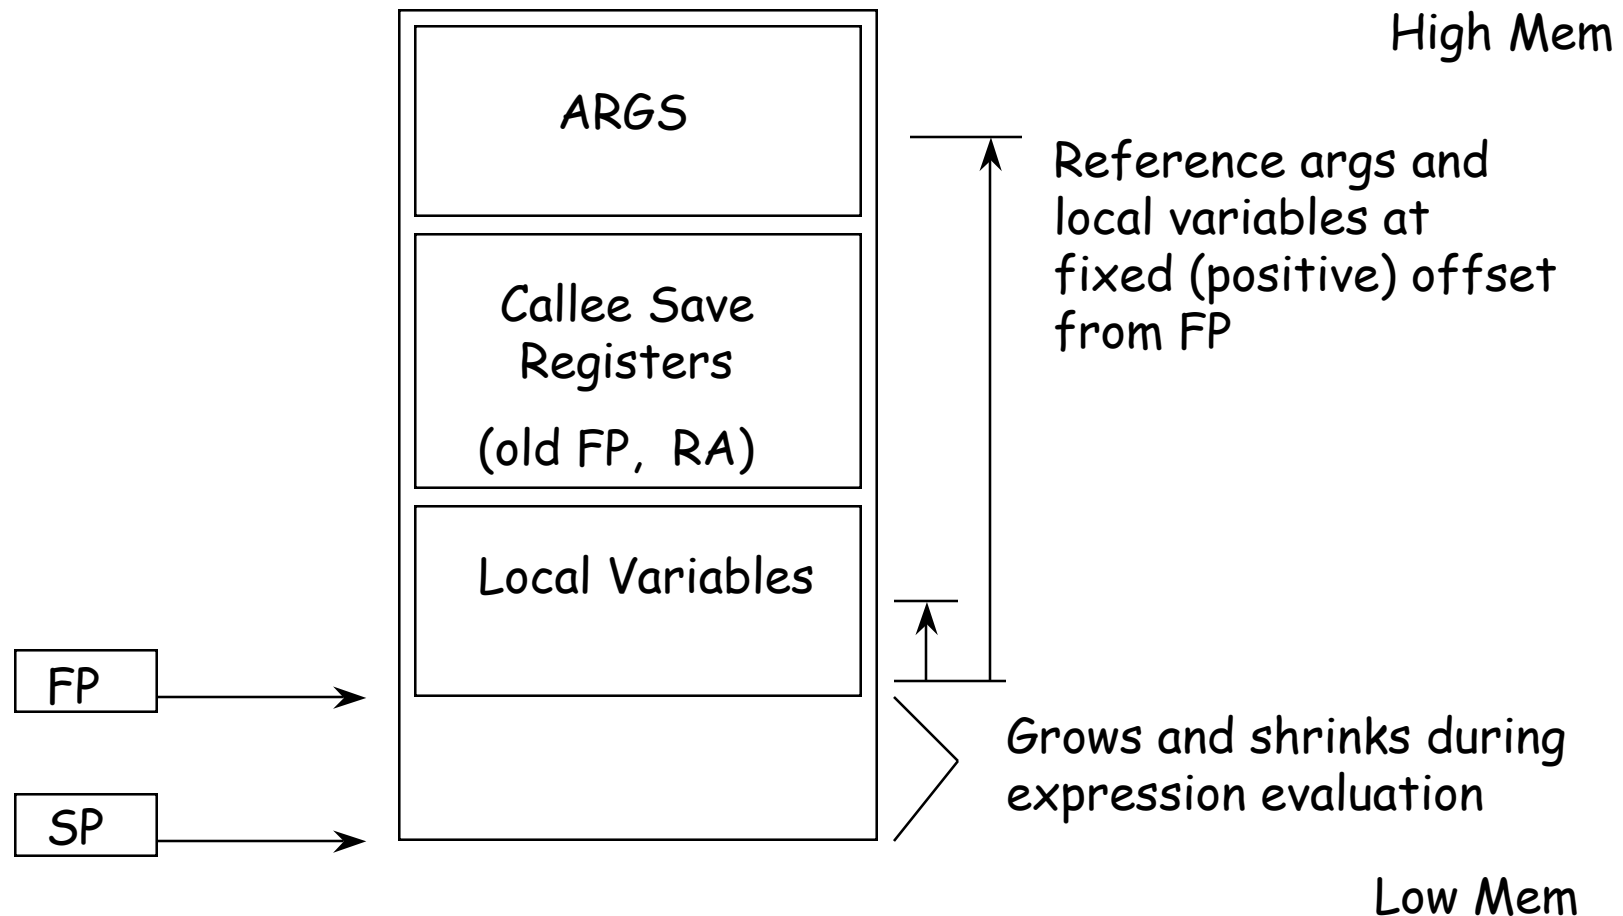 High Mem
ARGS
Reference args and
local variables at
fixed (positive) offset
from FP
Callee Save
Registers
(old FP, RA)
Local Variables
FP
Grows and shrinks during
expression evaluation
SP
Low Mem